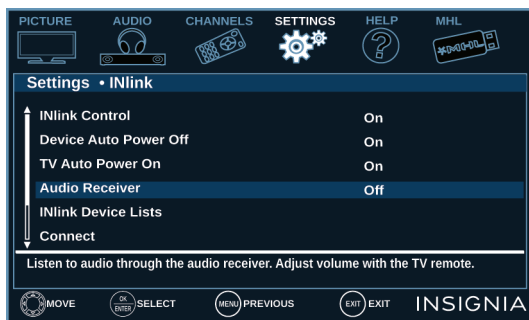 PICTURE AUDIO CHANNELS SETTINGS HELP MHL
MHL
Settings • INlink
INlink Control On
Device Auto Power Off On
TV Auto Power On On
Audio Receiver Off
INlink Device Lists
Connect
Listen to audio through the audio receiver. Adjust volume with the TV remote.
MOVE OK ENTER SELECT MENU PREVIOUS EXIT EXIT INSIGNIA